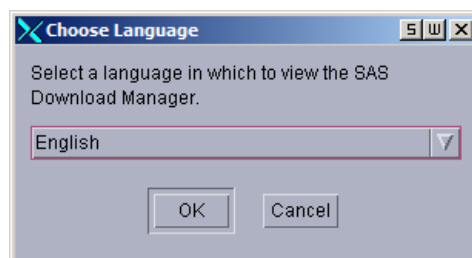 Choose Language
Select a language in which to view the SAS
Download Manager.
English
OK Cancel